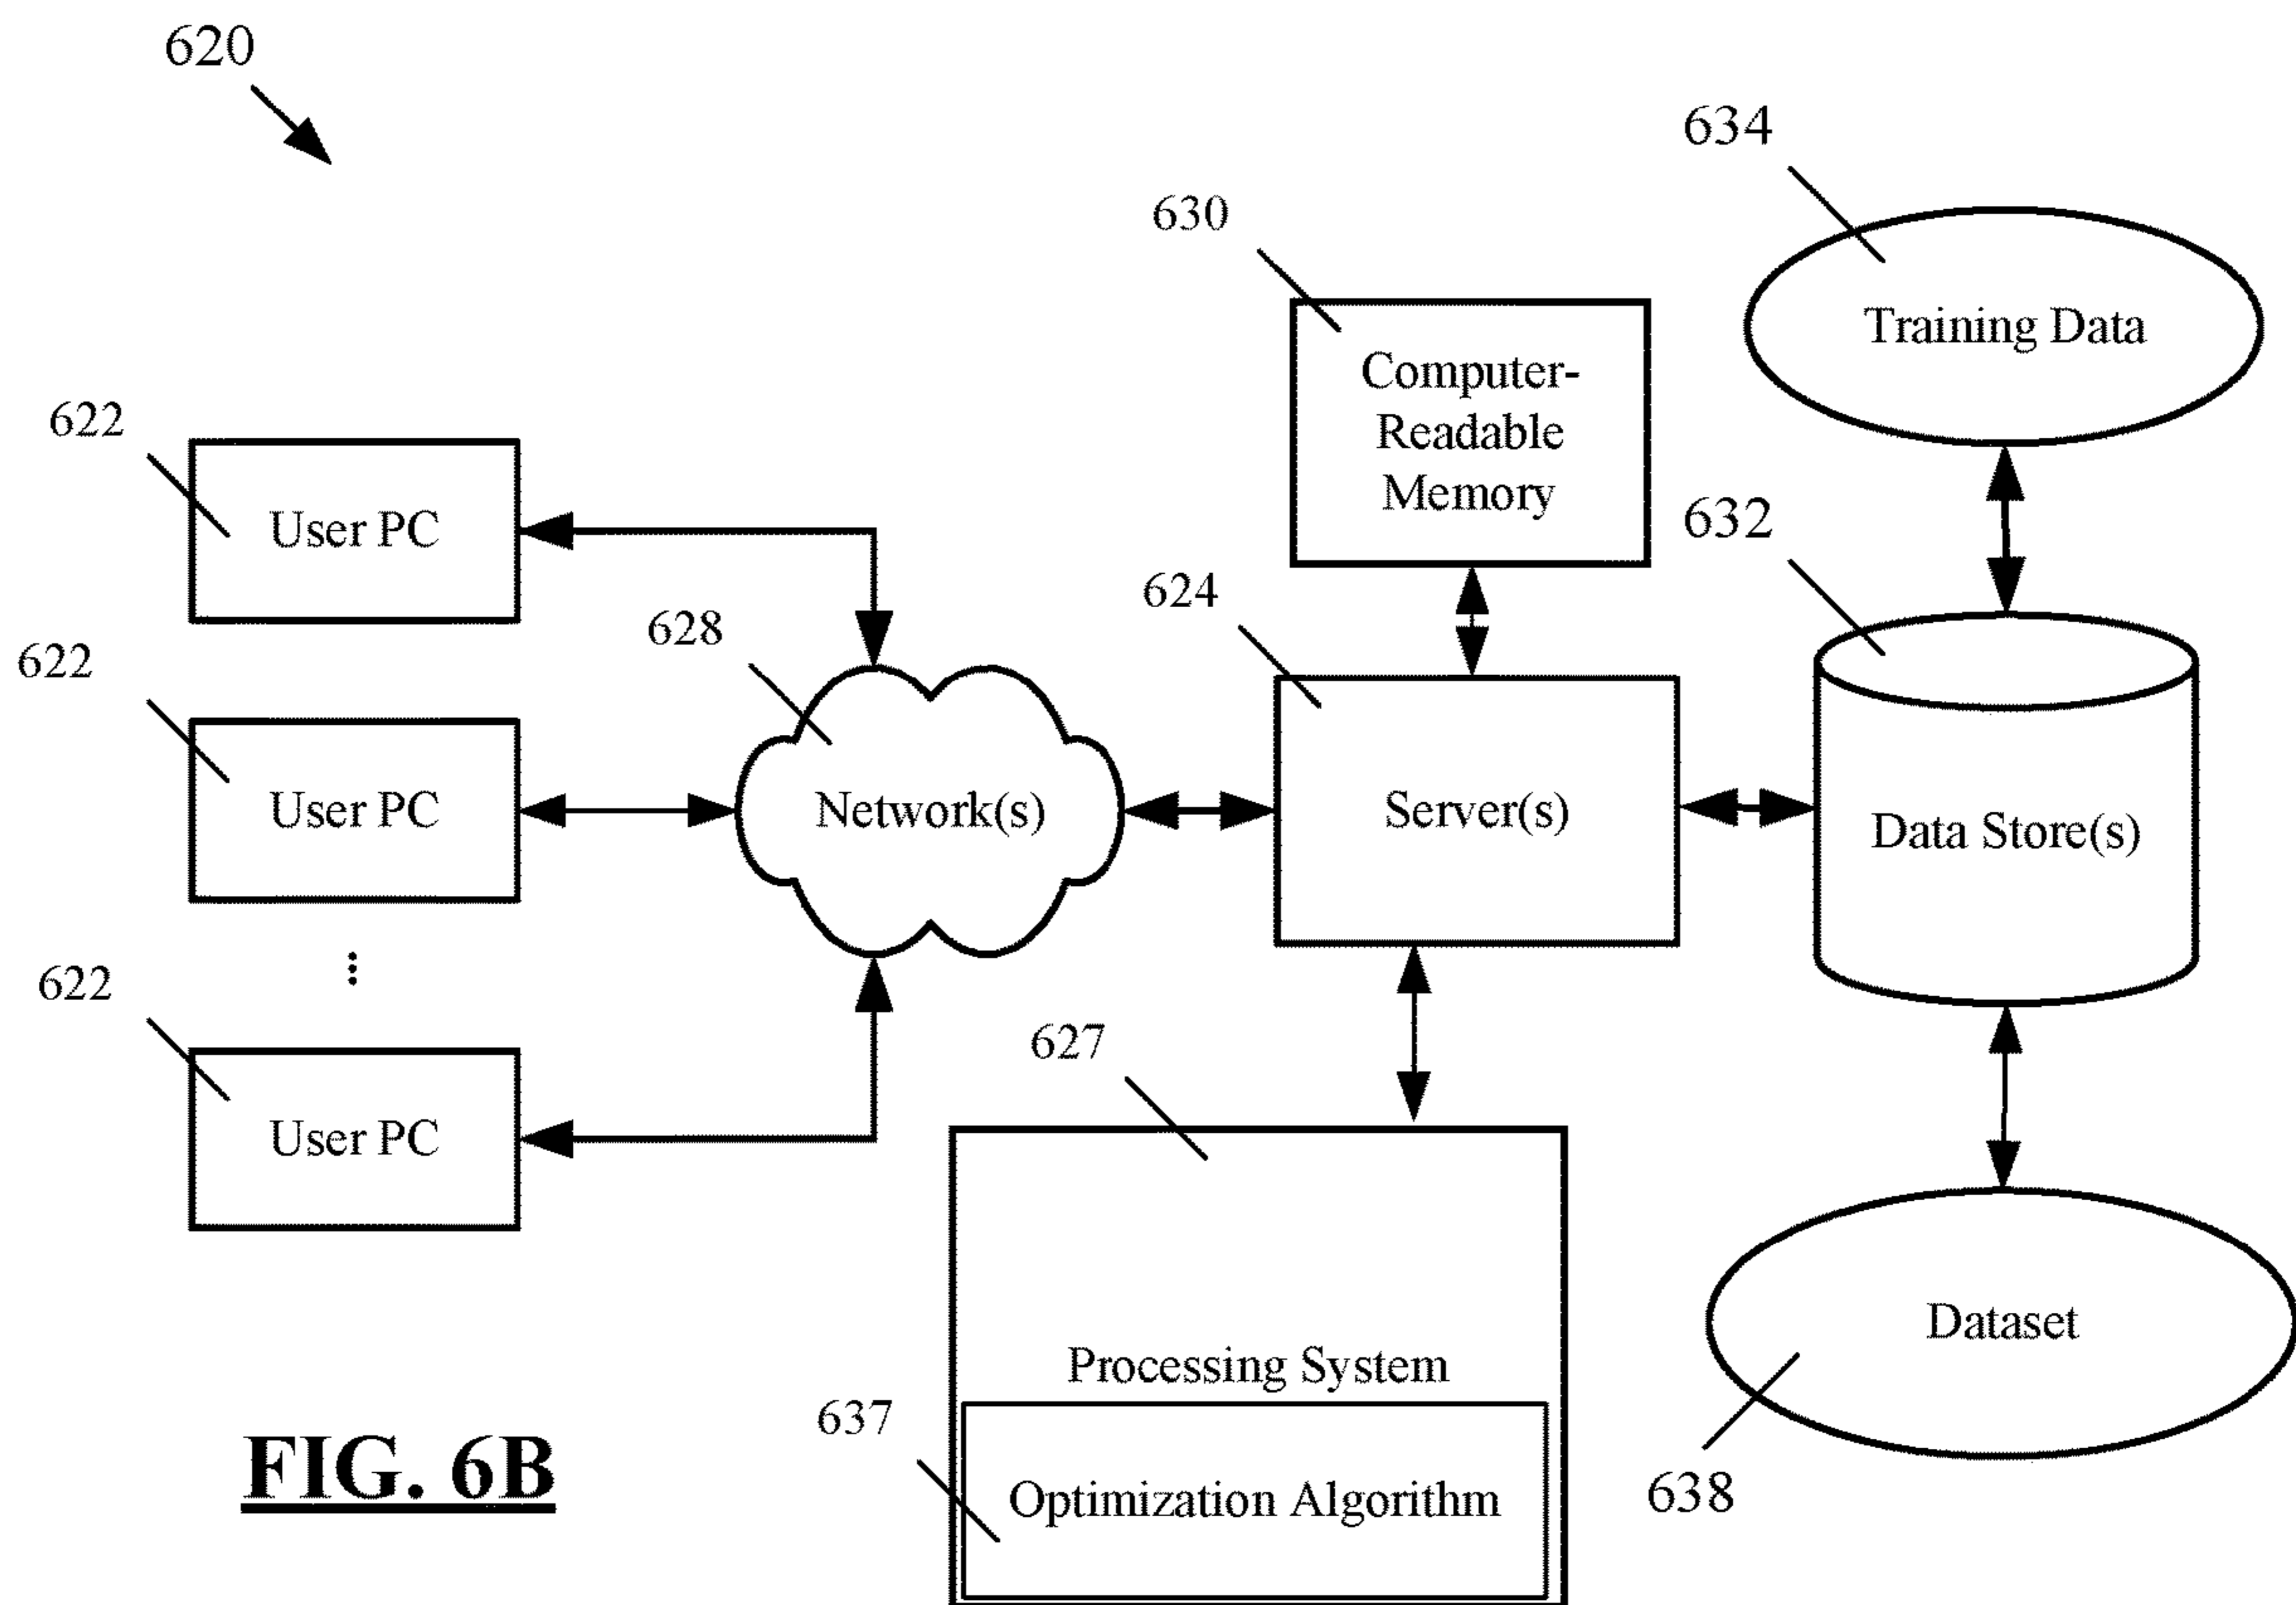 620
634
630
Training Data
Computer-
Readable
Memory
622
User PC
632
624
628
622
User PC
Network(s)
Server(s)
Data Store(s)
622
User PC
627
Dataset
Processing System
637
638
Optimization Algorithm
FIG. 6B